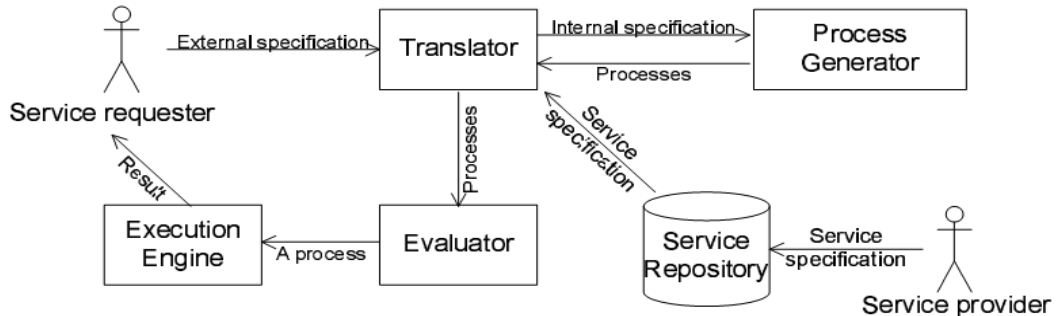 External specification
Translator
Internal specification
Process
Generator
Processes
Service requester
Service
specification
Processes
Result
Execution
Engine
A process
Evaluator
Service
Repository
Service
specification
Service provider